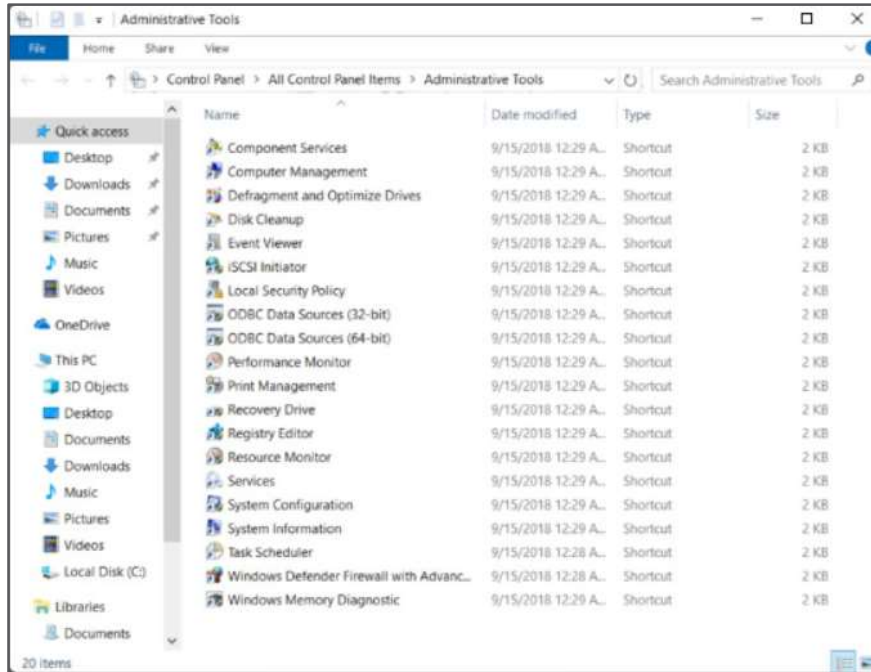 Administrative Tools
File Home Share View
Control Panel > All Control Panel Items > Administrative Tools Search Administrative Tools
Name Date modified Type Size
Quick access
Desktop
Downloads
Documents
Pictures
Music
Videos
OneDrive
This PC
3D Objects
Desktop
Documents
Downloads
Music
Pictures
Videos
Local Disk (C:)
Libraries
Documents
Component Services 9/15/2018 12:29 A... Shortcut 2 KB
Computer Management 9/15/2018 12:29 A... Shortcut 2 KB
Defragment and Optimize Drives 9/15/2018 12:29 A... Shortcut 2 KB
Disk Cleanup 9/15/2018 12:29 A... Shortcut 2 KB
Event Viewer 9/15/2018 12:29 A... Shortcut 2 KB
iSCSI Initiator 9/15/2018 12:29 A... Shortcut 2 KB
Local Security Policy 9/15/2018 12:29 A... Shortcut 2 KB
ODBC Data Sources (32-bit) 9/15/2018 12:29 A... Shortcut 2 KB
ODBC Data Sources (64-bit) 9/15/2018 12:29 A... Shortcut 2 KB
Performance Monitor 9/15/2018 12:29 A... Shortcut 2 KB
Print Management 9/15/2018 12:29 A... Shortcut 2 KB
Recovery Drive 9/15/2018 12:29 A... Shortcut 2 KB
Registry Editor 9/15/2018 12:29 A... Shortcut 2 KB
Resource Monitor 9/15/2018 12:29 A... Shortcut 2 KB
Services 9/15/2018 12:29 A... Shortcut 2 KB
System Configuration 9/15/2018 12:29 A... Shortcut 2 KB
System Information 9/15/2018 12:29 A... Shortcut 2 KB
Task Scheduler 9/15/2018 12:28 A... Shortcut 2 KB
Windows Defender Firewall with Advanc... 9/15/2018 12:28 A... Shortcut 2 KB
Windows Memory Diagnostic 9/15/2018 12:29 A... Shortcut 2 KB
20 items